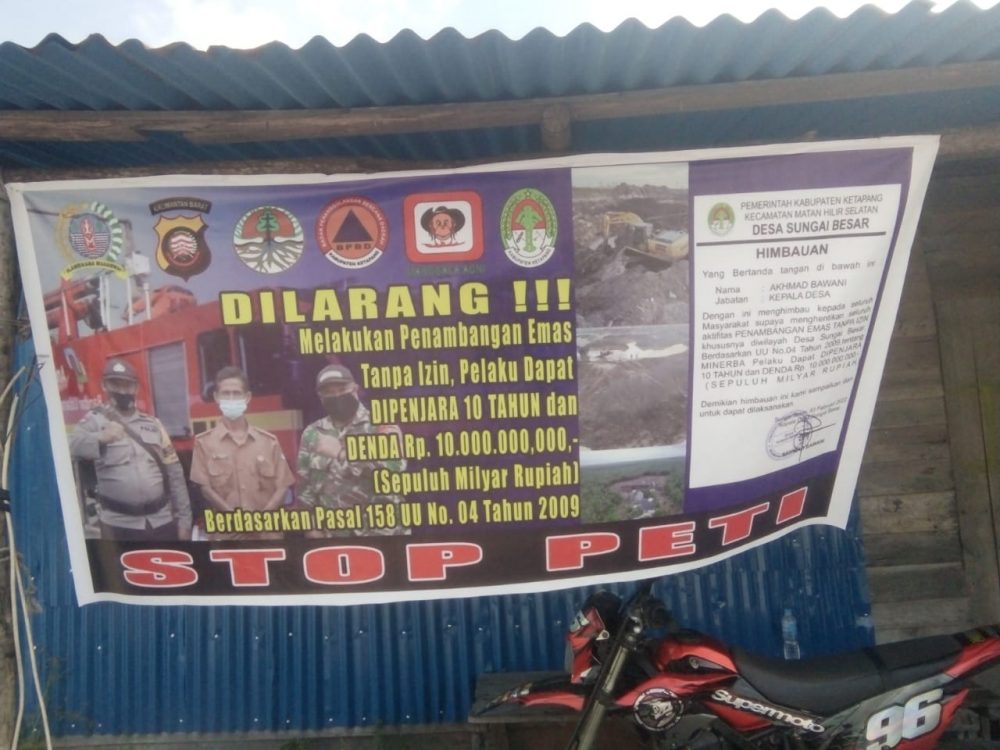 KALIMANTAN BARAT
BPBD
KABUPATEN KETAPANG
MANGGALA AGNI
DILARANG !!!
Melakukan Penambangan Emas
Tanpa Izin, Pelaku Dapat
DIPENJARA 10 TAHUN dan
DENDA Rp. 10.000.000,000,-
(Sepuluh Milyar Rupiah)
Berdasarkan Pasal 158 UU No. 04 Tahun 2009
STOP PETI
PEMERINTAH KABUPATEN KETAPANG
KECAMATAN MATAN HILIR SELATAN
DESA SUNGAI BESAR
HIMBAUAN
Yang Bertanda tangan di bawah ini
Nama : AKHMAD BAWANI
Jabatan : KEPALA DESA
Dengan ini menghimbau kepada seluruh
Masyarakat supaya menghentikan seluruh
aktifitas PENAMBANGAN EMAS TANPA IZIN
khususnya diwilayah Desa Sungai Besar
Berdasarkan UU No.04 Tahun 2009 tentang
MINERBA Pelaku Dapat DIPENJARA
10 TAHUN dan DENDA Rp. 10.000.000.000,-
(SEPULUH MILYAR RUPIAH)
Demikian himbauan ini kami sampaikan dan
untuk dapat dilaksanakan
Supermoto
96